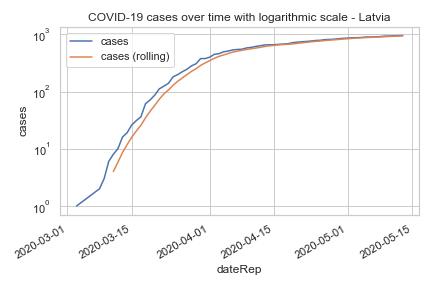 COVID-19 cases over time with logarithmic scale - Latvia
cases
cases (rolling)
10³
10²
10¹
10⁰
cases
2020-03-01
2020-03-15
2020-04-01
2020-04-15
2020-05-01
2020-05-15
dateRep